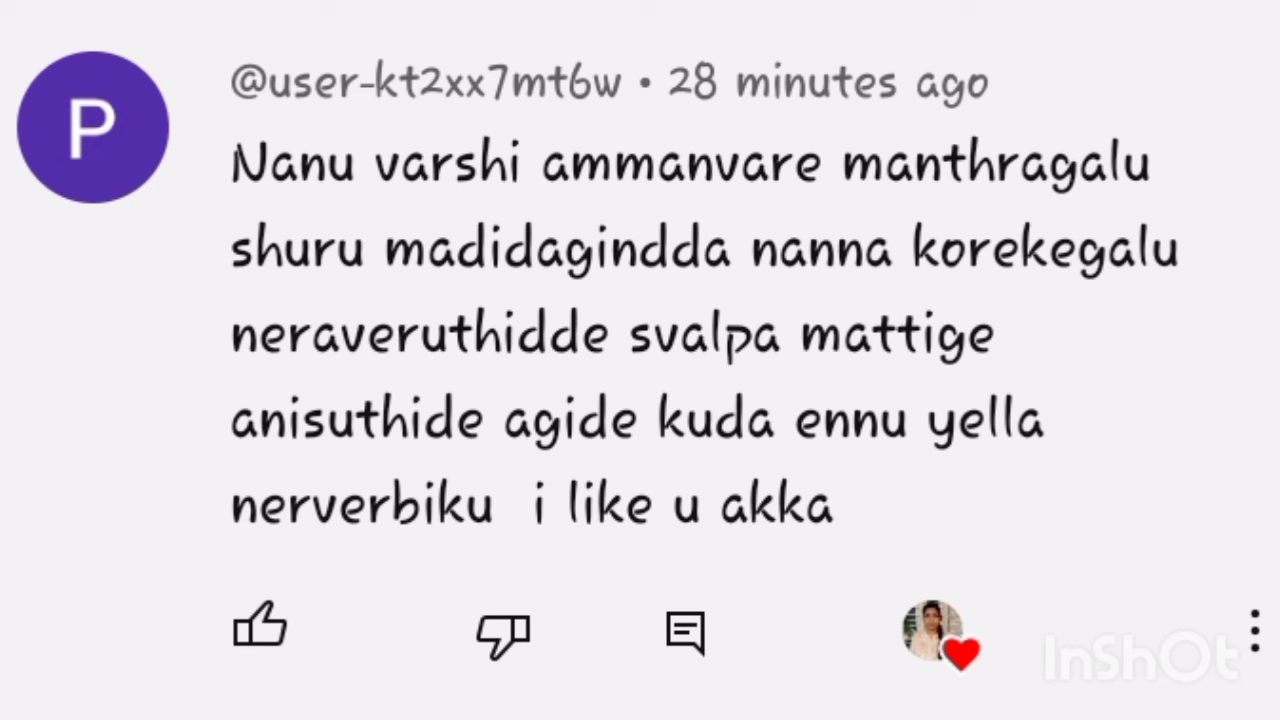 P
@user-kt2xx7mt6w • 28 minutes ago
Nanu varshi ammanvare manthragalu
shuru madidagindda nanna korekegalu
neraveruthidde svalpa mattige
anisuthide agide kuda ennu yella
nerverbiku i like u akka
InShOt